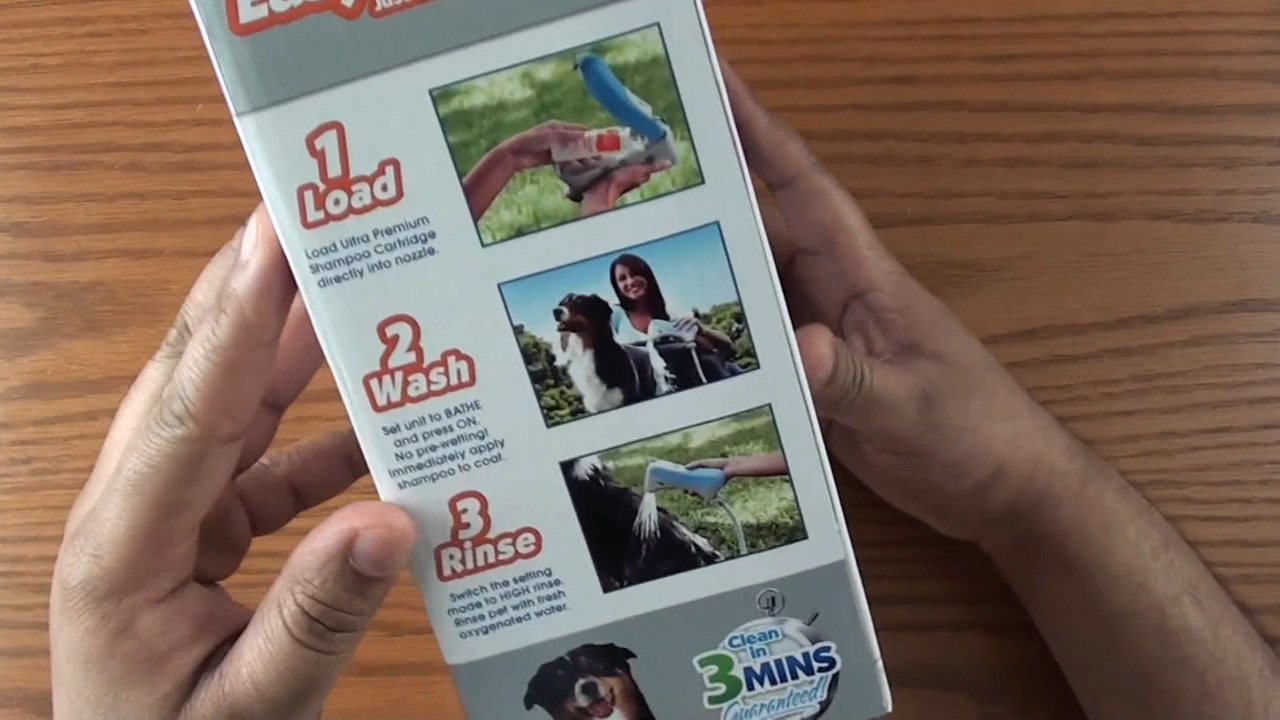 1
Load
Load Ultra Premium
Shampoo Cartridge
directly into nozzle.
2
Wash
Set unit to BATHE
and press ON.
No pre-wetting!
Immediately apply
shampoo to coat.
3
Rinse
Switch the setting
mode to HIGH rinse.
Rinse pet with fresh
oxygenated water.
Clean
in
3 MINS
Guaranteed!